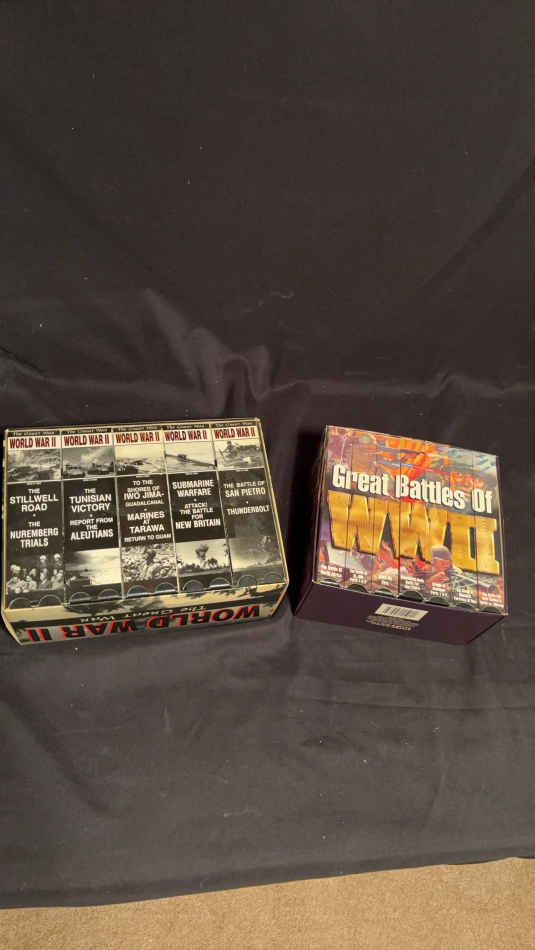 The Great War
WORLD WAR II
THE
STILLWELL
ROAD
•
THE
NUREMBERG
TRIALS
The Great War
WORLD WAR II
THE
TUNISIAN
VICTORY
•
REPORT FROM
THE
ALEUTIANS
The Great War
WORLD WAR II
TO THE
SHORES OF
IWO JIMA-
GUADALCANAL
•
MARINES
AT
TARAWA
RETURN TO GUAM
The Great War
WORLD WAR II
SUBMARINE
WARFARE
•
ATTACK!
THE BATTLE
FOR
NEW BRITAIN
The Great War
WORLD WAR II
THE BATTLE OF
SAN PIETRO
•
THUNDERBOLT
The Great War
WORLD WAR II
Great Battles Of
WWII